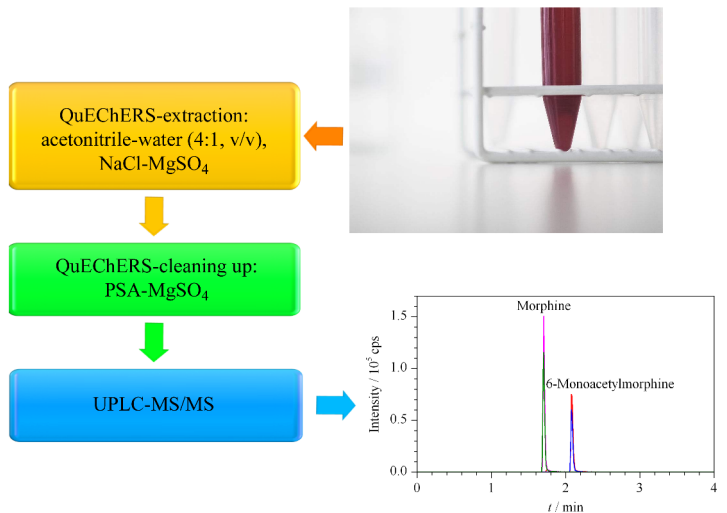 QuEChERS-extraction:
acetonitrile-water (4:1, v/v),
NaCl-MgSO₄
QuEChERS-cleaning up:
PSA-MgSO₄
UPLC-MS/MS
Morphine
6-Monoacetylmorphine
Intensity / 10⁵ cps
1.5
1.0
0.5
0.0
0 1 2 3 4
t / min